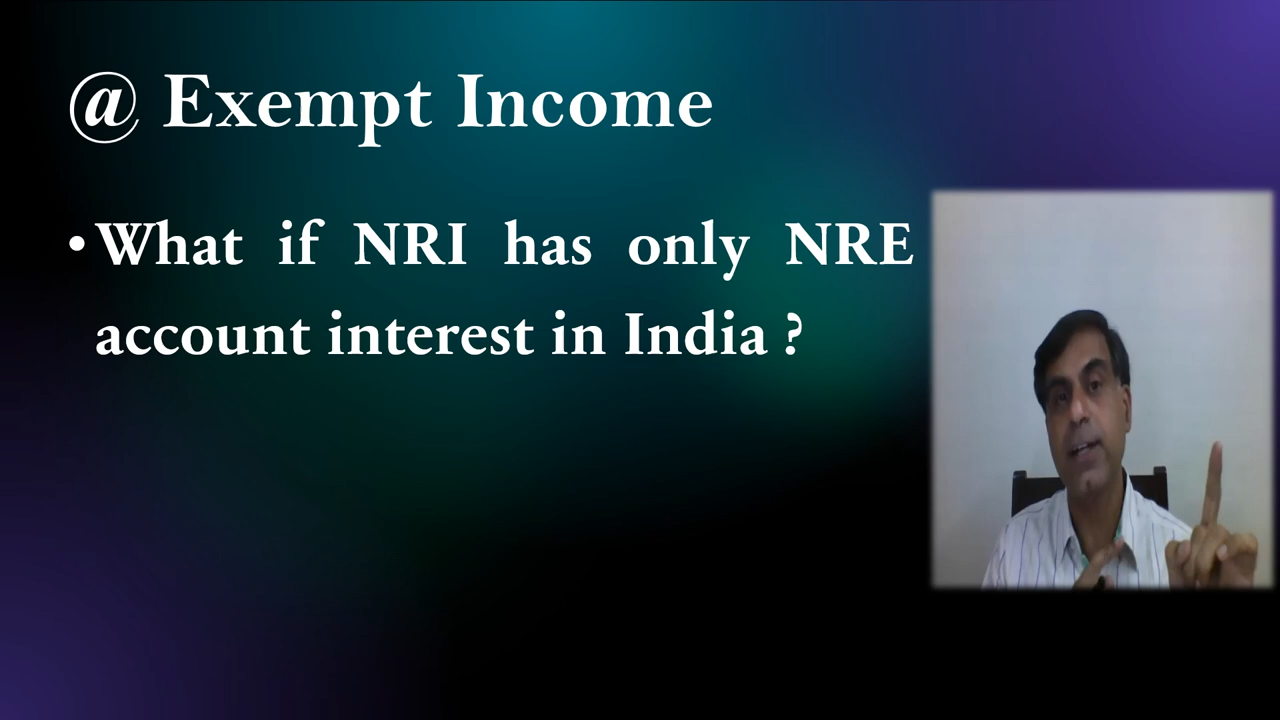 @ Exempt Income
• What if NRI has only NRE
account interest in India ?